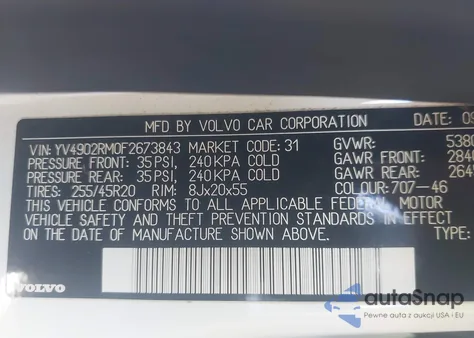 MFD BY VOLVO CAR CORPORATION DATE: 09
VIN: YV4902RM0F2673843 MARKET CODE: 31 GVWR: 5380
PRESSURE FRONT: 35PSI, 240KPA COLD GAWR FRONT: 284
PRESSURE REAR: 35PSI, 240KPA COLD GAWR REAR: 264
TIRES: 255/45R20 RIM: 8Jx20x55 COLOUR: 707-46
THIS VEHICLE CONFORMS TO ALL APPLICABLE FEDERAL MOTOR
VEHICLE SAFETY AND THEFT PREVENTION STANDARDS IN EFFECT
ON DATE OF MANUFACTURE SHOWN ABOVE. TYPE:
VOLVO
autoSnap
Pewne auta z aukcji USA i EU